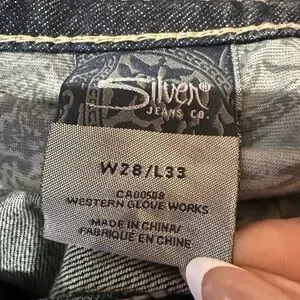 Silver®
JEANS CO.
W28/L33
CA00508
WESTERN GLOVE WORKS
MADE IN CHINA/
FABRIQUÉ EN CHINE